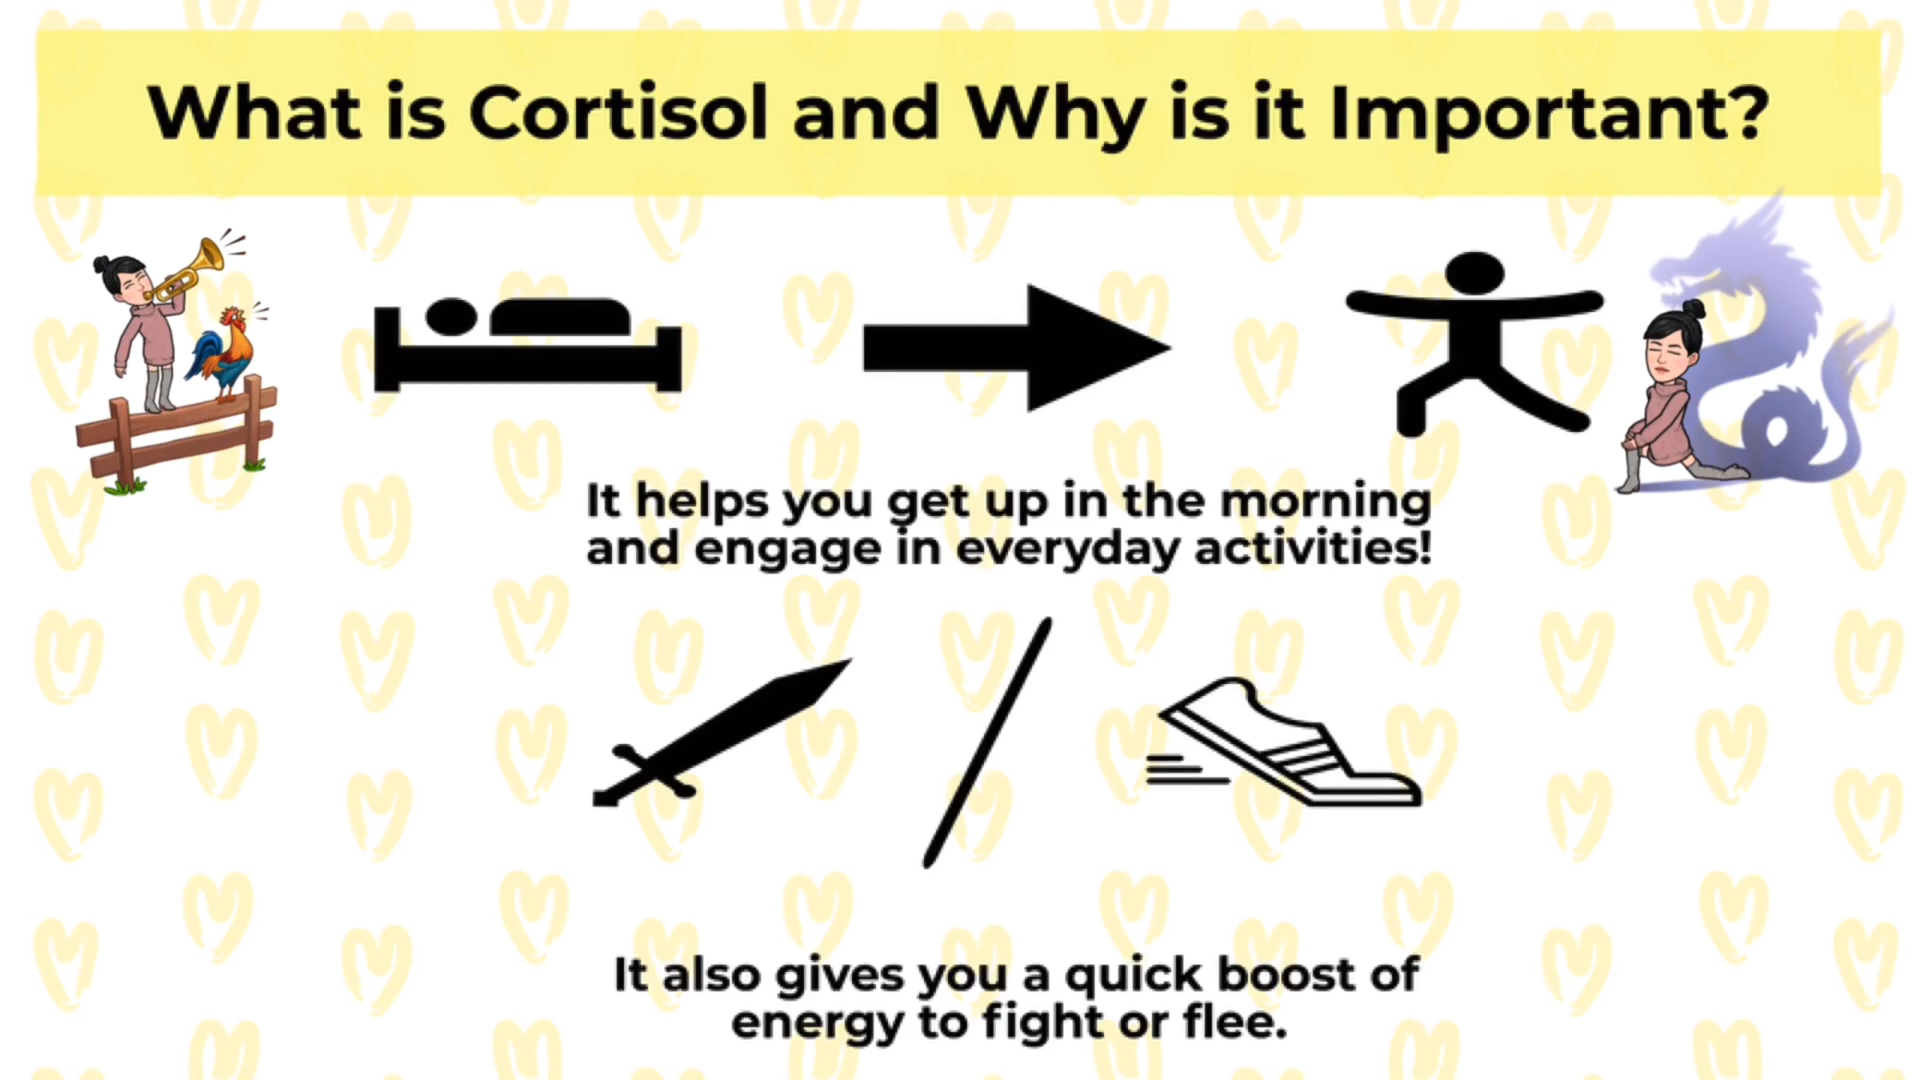 What is Cortisol and Why is it Important?
It helps you get up in the morning
and engage in everyday activities!
It also gives you a quick boost of
energy to fight or flee.